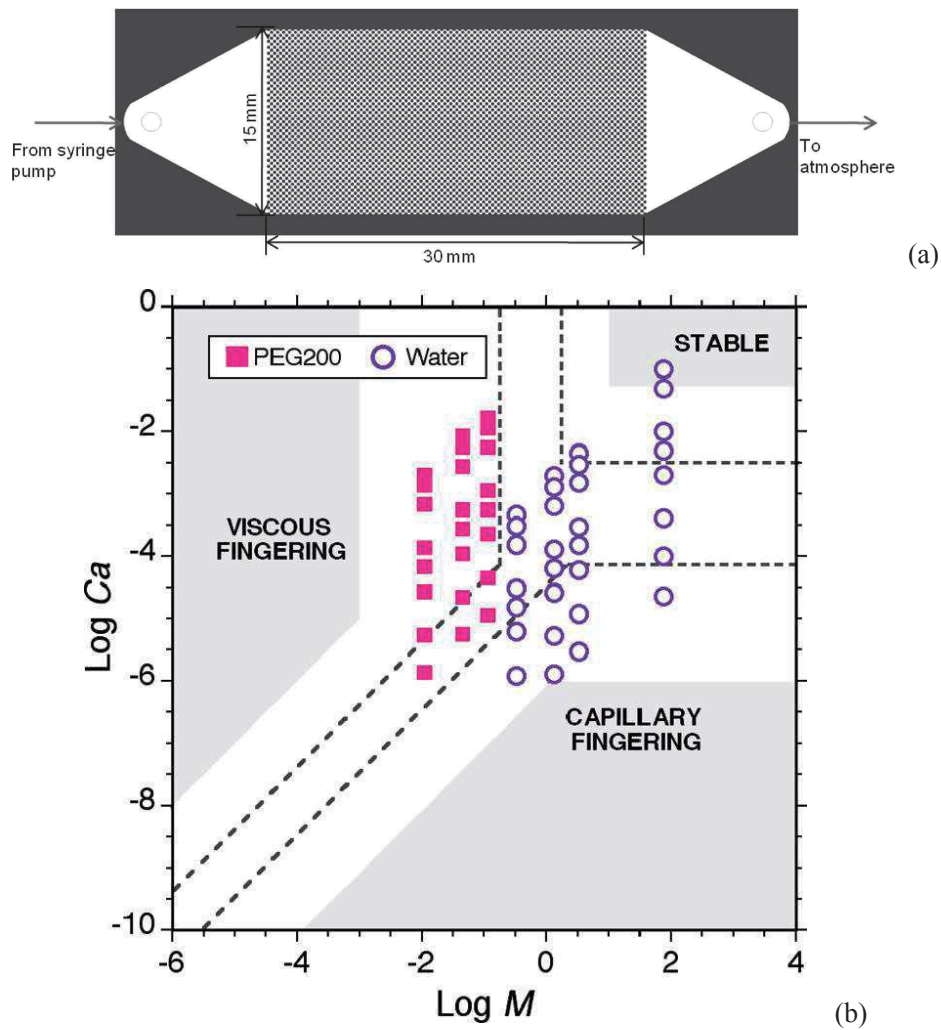 15 mm
From syringe
pump
To
atmosphere
30 mm
(a)
0
-2
-4
-6
-8
-10
Log Ca
PEG200 Water
STABLE
VISCOUS
FINGERING
CAPILLARY
FINGERING
-6 -4 -2 0 2 4
Log M
(b)